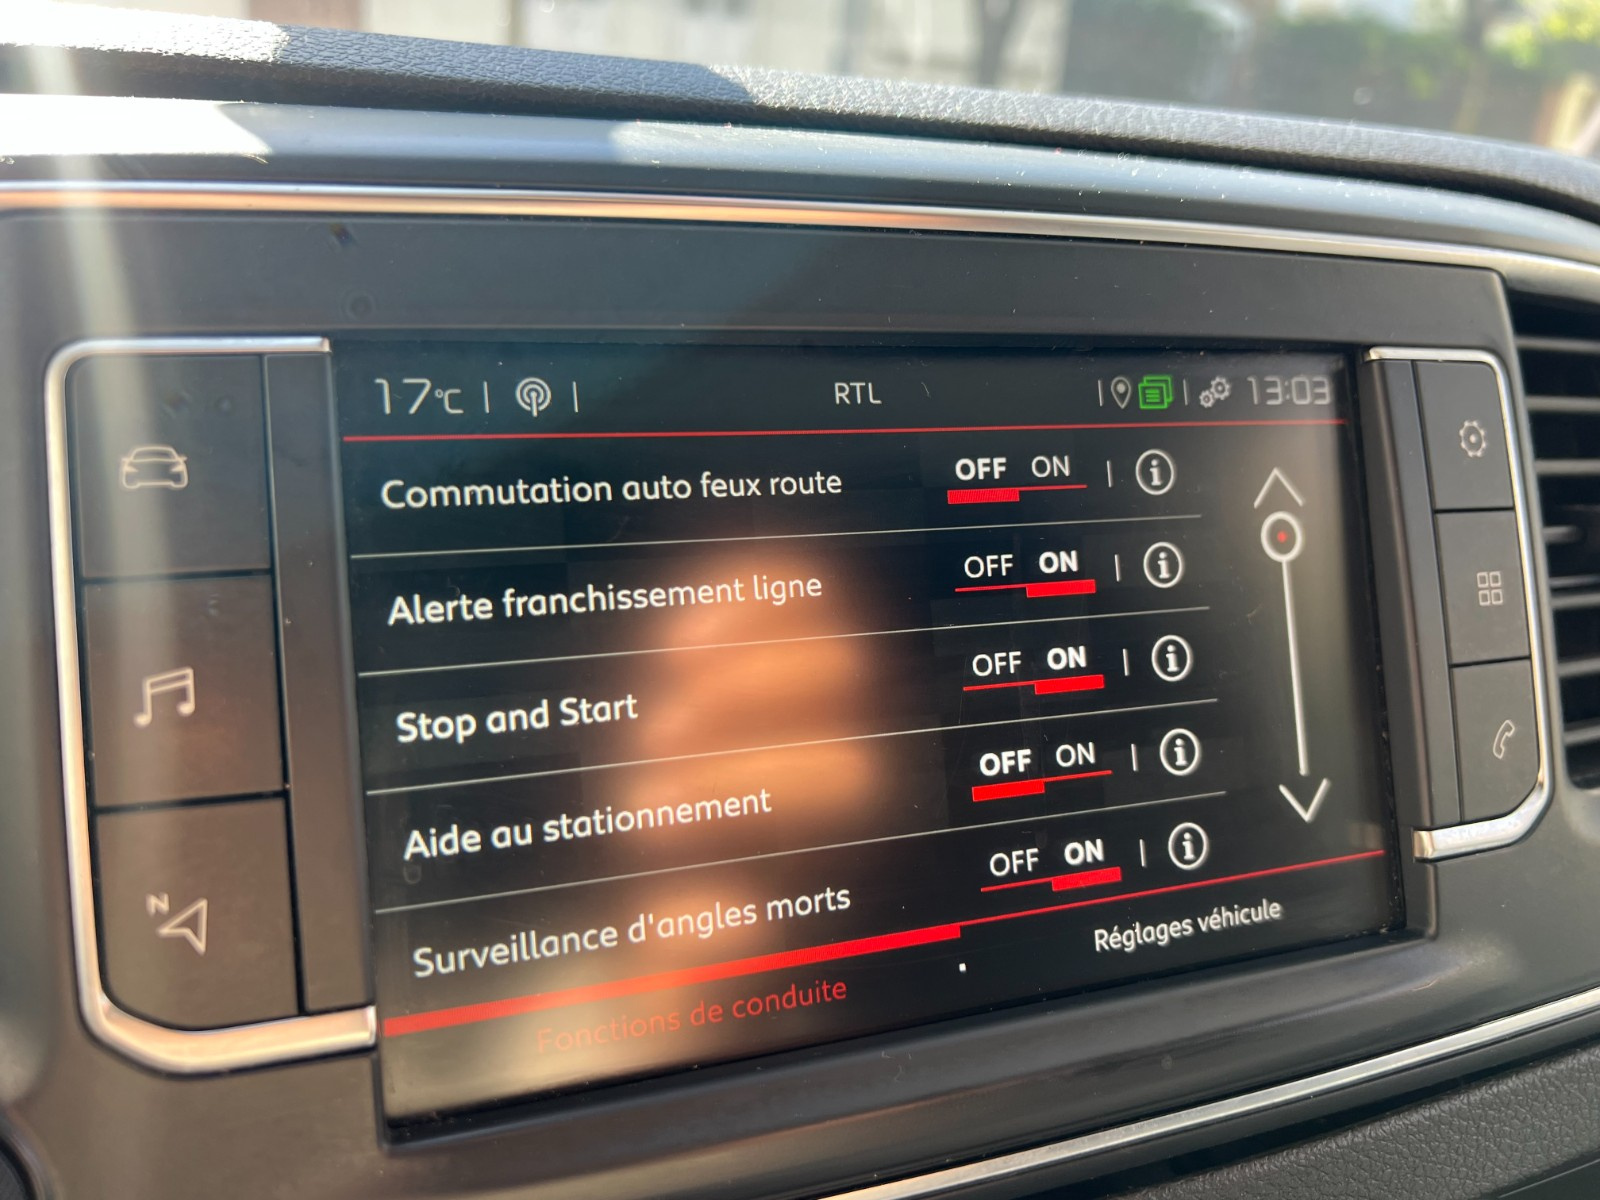 17°C | | RTL | | 13:03
Commutation auto feux route OFF ON | i
Alerte franchissement ligne OFF ON | i
Stop and Start OFF ON | i
Aide au stationnement OFF ON | i
Surveillance d'angles morts OFF ON | i
Fonctions de conduite Réglages véhicule
N